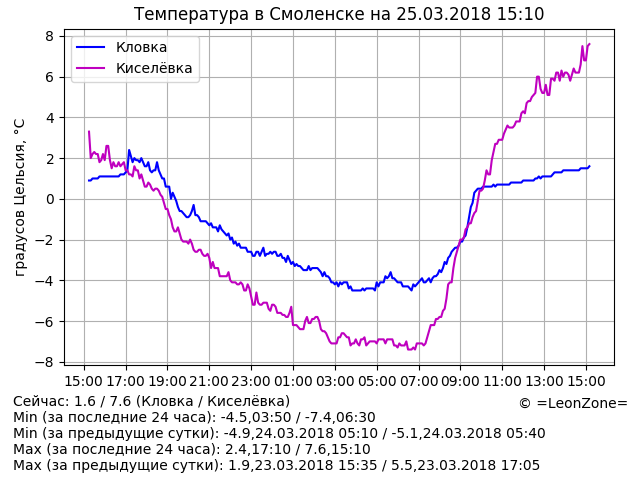 Температура в Смоленске на 25.03.2018 15:10
градусов Цельсия, °C
Кловка
Киселёвка
8
6
4
2
0
−2
−4
−6
−8
15:00 17:00 19:00 21:00 23:00 01:00 03:00 05:00 07:00 09:00 11:00 13:00 15:00
Сейчас: 1.6 / 7.6 (Кловка / Киселёвка)
© =LeonZone=
Min (за последние 24 часа): -4.5,03:50 / -7.4,06:30
Min (за предыдущие сутки): -4.9,24.03.2018 05:10 / -5.1,24.03.2018 05:40
Max (за последние 24 часа): 2.4,17:10 / 7.6,15:10
Max (за предыдущие сутки): 1.9,23.03.2018 15:35 / 5.5,23.03.2018 17:05